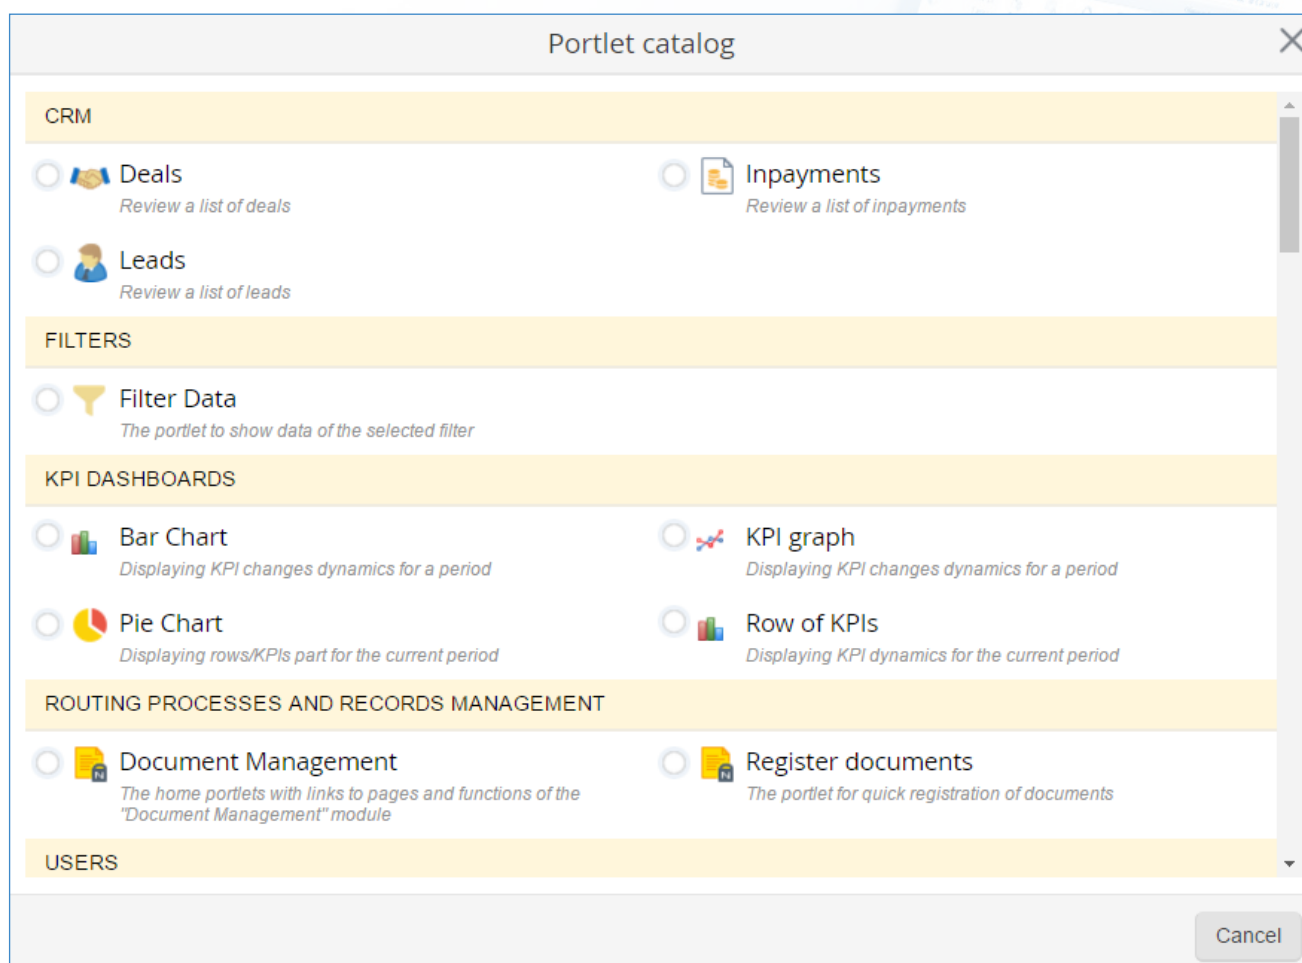 Portlet catalog
CRM
Deals
Review a list of deals
Inpayments
Review a list of inpayments
Leads
Review a list of leads
FILTERS
Filter Data
The portlet to show data of the selected filter
KPI DASHBOARDS
Bar Chart
Displaying KPI changes dynamics for a period
KPI graph
Displaying KPI changes dynamics for a period
Pie Chart
Displaying rows/KPIs part for the current period
Row of KPIs
Displaying KPI dynamics for the current period
ROUTING PROCESSES AND RECORDS MANAGEMENT
Document Management
The home portlets with links to pages and functions of the
"Document Management" module
Register documents
The portlet for quick registration of documents
USERS
Cancel